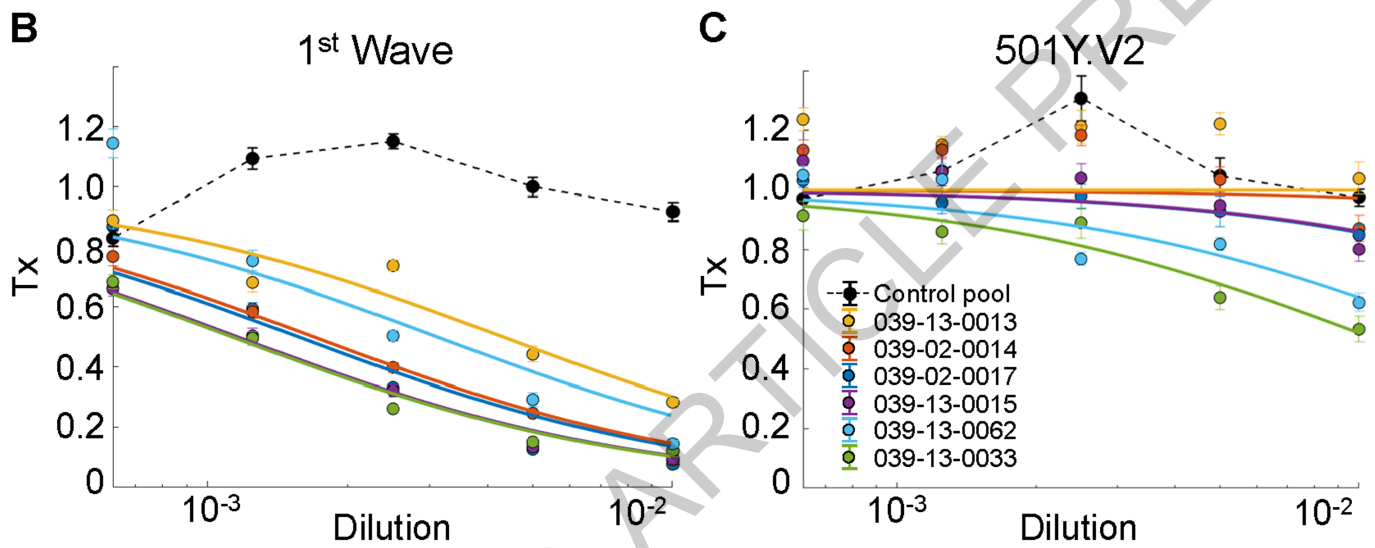 B
1st Wave
Tx
1.2
1.0
0.8
0.6
0.4
0.2
0
10-3
10-2
Dilution
C
501Y.V2
Tx
1.2
1.0
0.8
0.6
0.4
0.2
0
Control pool
039-13-0013
039-02-0014
039-02-0017
039-13-0015
039-13-0062
039-13-0033
10-3
10-2
Dilution
ARTICLE PRE